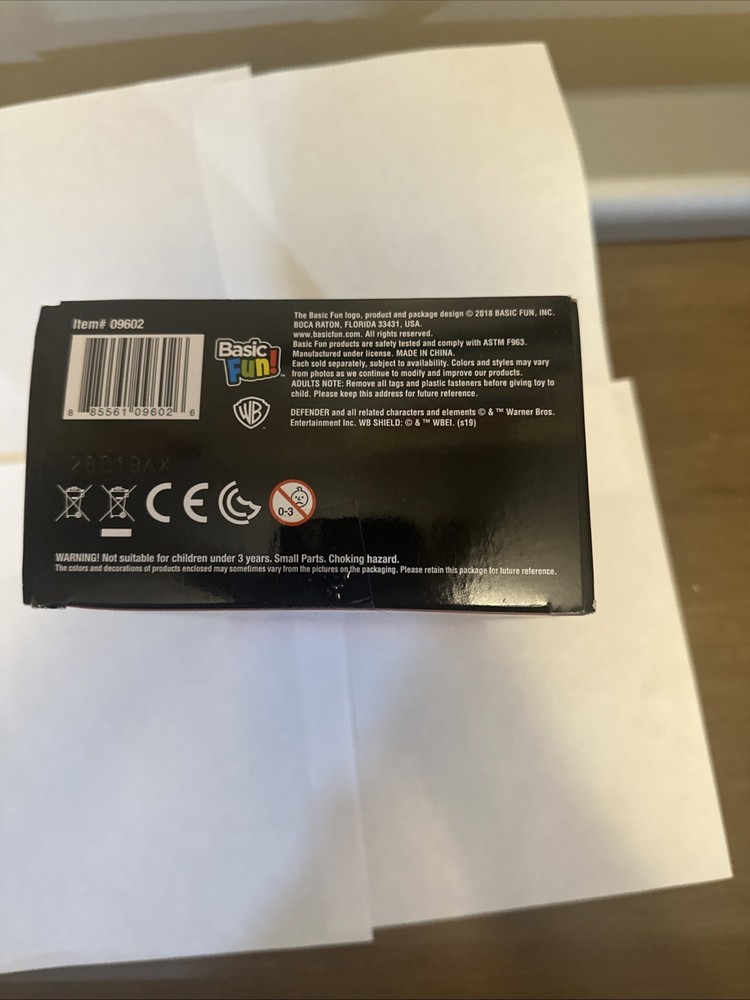 Item# 09602
8 85561 09602 6
Basic Fun!™
WB
The Basic Fun logo, product and package design © 2018 BASIC FUN, INC.
BOCA RATON, FLORIDA 33431, USA.
www.basicfun.com. All rights reserved.
Basic Fun products are safety tested and comply with ASTM F963.
Manufactured under license. MADE IN CHINA.
Each sold separately, subject to availability. Colors and styles may vary
from photos as we continue to modify and improve our products.
ADULTS NOTE: Remove all tags and plastic fasteners before giving toy to
child. Please keep this address for future reference.
DEFENDER and all related characters and elements © & ™ Warner Bros.
Entertainment Inc. WB SHIELD: © & ™ WBEI. (s19)
CE
0-3
WARNING! Not suitable for children under 3 years. Small Parts. Choking hazard.
The colors and decorations of products enclosed may sometimes vary from the pictures on the packaging. Please retain this package for future reference.